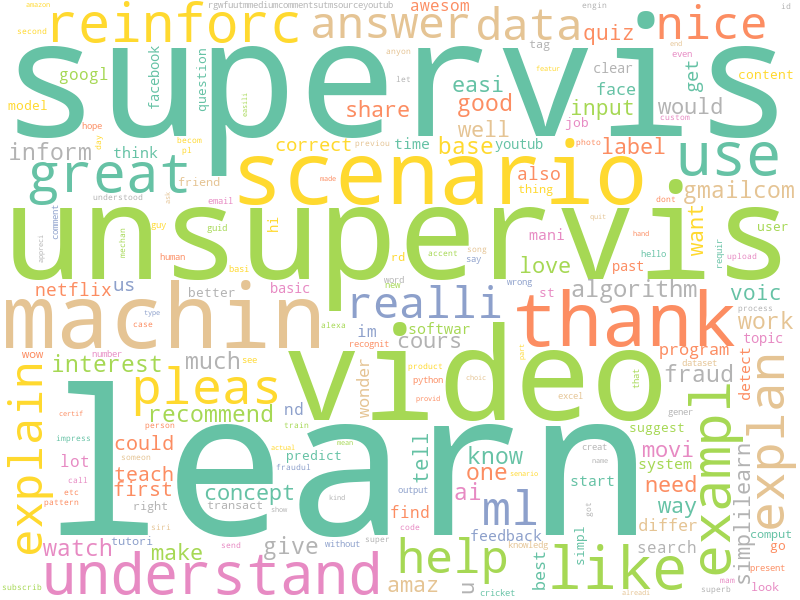 rgwfuutmmediumcommentsutmsourceyoutub
amazon
second
reinforc
answer
awesom
data
quiz
nice
engin
id
anyon
let
end
even
supervis
googl
facebook
question
masili
tag
clear
face
get
content
model
easi
share
good
input
would
custom
featur
hope
day
becom
pl
well
job
inform
think
correct
previou
time
base
youtub
photo
label
great
friend
scenario
also
thing
use
understood
made
ask
email
dont
gmailcom
unsupervis
comment
appreci
mechan
guy
guid
hi
quit
hand
mani
want
user
human
basi
rd
accent
song
say
hello
requir
upload
love
past
netflix
us
better
basic
word
new
wrong
st
algorithm
process
voic
machin
type
case
realli
thank
work
alexa
im
softwar
topic
wow
number
much
see
recognit
cours
program
interest
video
part
fraud
dataset
detect
explain
pleas
wonder
product
python
choic
that
exampl
explan
certif
recommend
nd
provid
excel
gener
impress
person
train
suggest
lot
could
predict
actual
mean
tell
know
creat
name
movi
call
someon
teach
fraudul
kind
one
start
system
need
simplilearn
etc
first
concept
output
senario
ai
way
pattern
right
transact
show
find
ml
got
differ
siri
code
without
feedback
simpl
search
comput
go
tutori
send
super
knowledg
watch
make
give
help
best
like
mam
present
subscrib
understand
amaz
u
cricket
alreadi
superb
look
learn